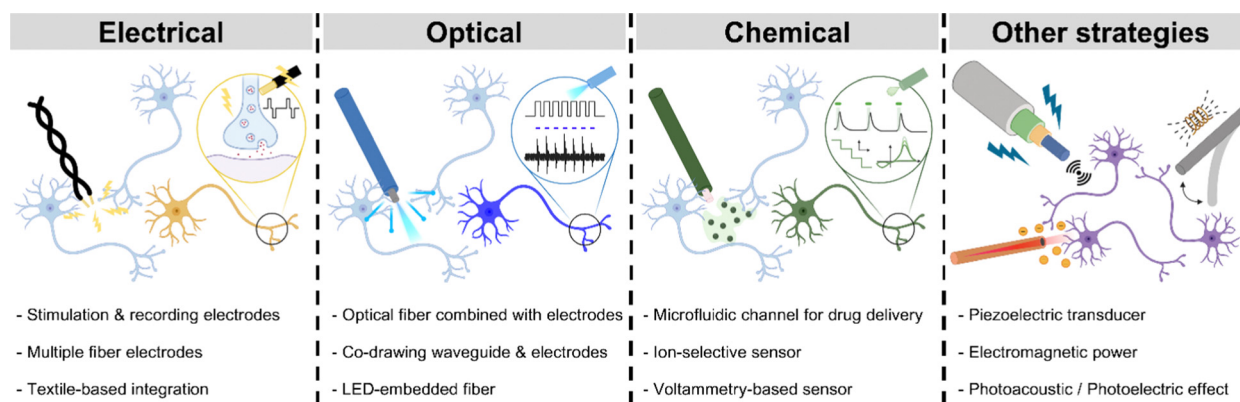 Electrical
Optical
Chemical
Other strategies
- Stimulation & recording electrodes
- Multiple fiber electrodes
- Textile-based integration
- Optical fiber combined with electrodes
- Co-drawing waveguide & electrodes
- LED-embedded fiber
- Microfluidic channel for drug delivery
- Ion-selective sensor
- Voltammetry-based sensor
- Piezoelectric transducer
- Electromagnetic power
- Photoacoustic / Photoelectric effect